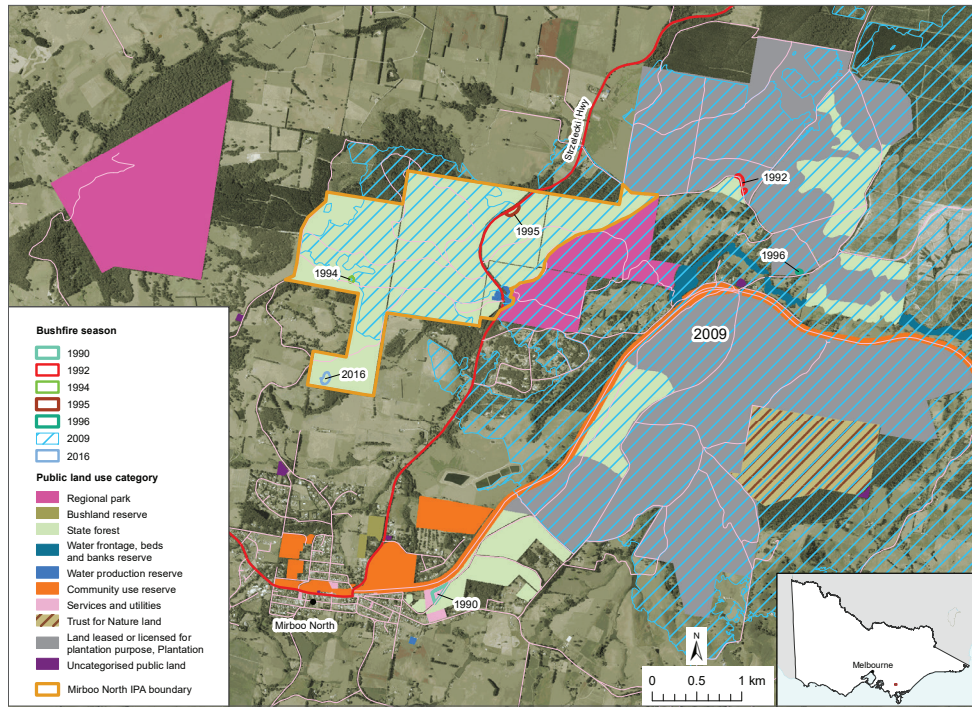 Strzelecki Hwy
1992
1995
1996
1994
2009
2016
1990
Mirboo North
Bushfire season
1990
1992
1994
1995
1996
2009
2016
Public land use category
Regional park
Bushland reserve
State forest
Water frontage, beds
and banks reserve
Water production reserve
Community use reserve
Services and utilities
Trust for Nature land
Land leased or licensed for
plantation purpose, Plantation
Uncategorised public land
Mirboo North IPA boundary
N
0 0.5 1 km
Melbourne